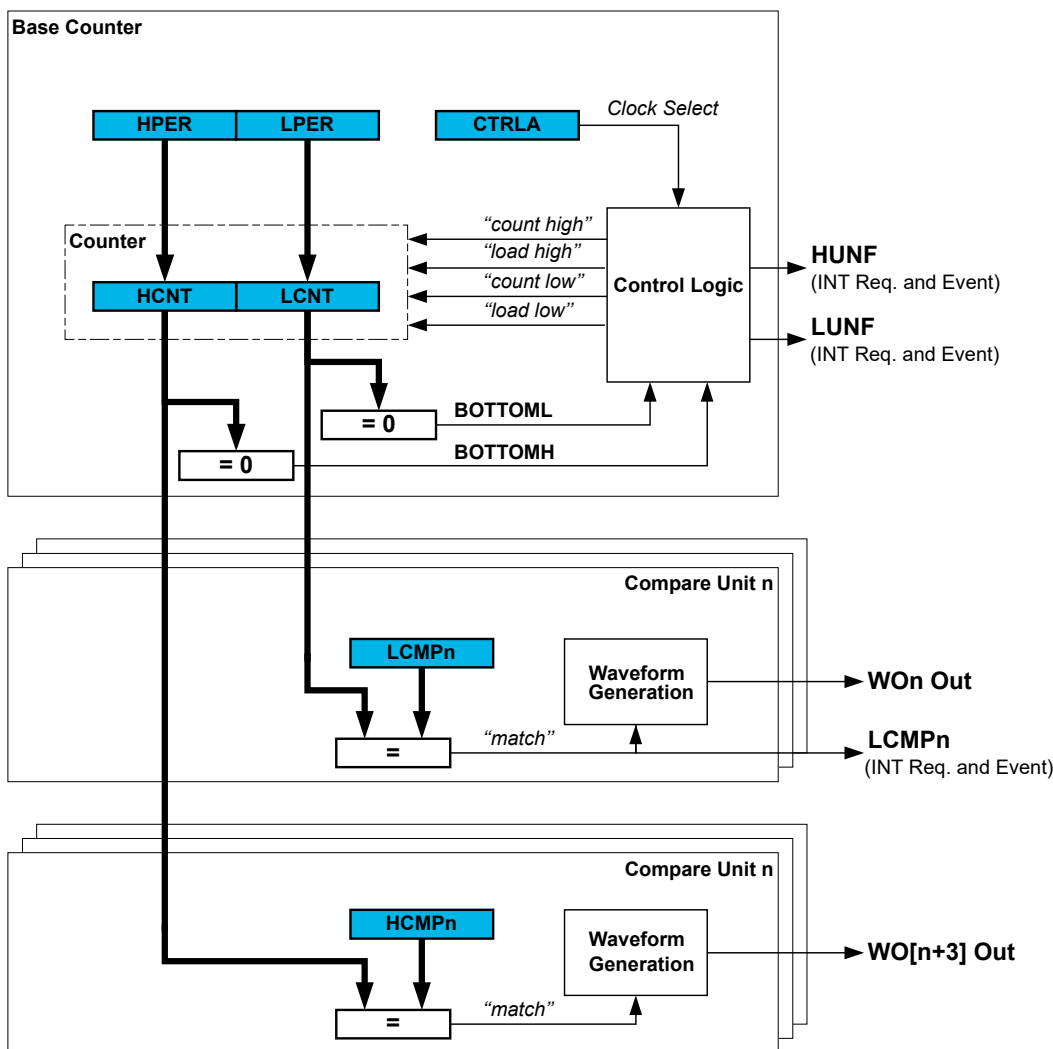 Base Counter
HPER LPER CTRLA Clock Select
Counter
“count high”
“load high”
“count low”
“load low”
HCNT LCNT
Control Logic
HUNF
(INT Req. and Event)
LUNF
(INT Req. and Event)
= 0 BOTTOML
= 0 BOTTOMH
Compare Unit n
LCMPn
Waveform
Generation
WOn Out
= “match”
LCMPn
(INT Req. and Event)
Compare Unit n
HCMPn
Waveform
Generation
WO[n+3] Out
= “match”